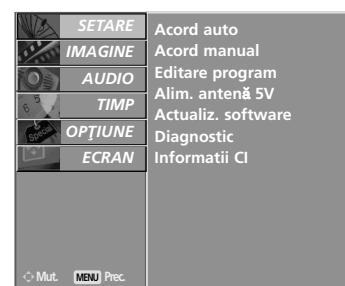 SETARE
IMAGINE
AUDIO
TIMP
OPŢIUNE
ECRAN
Acord auto
Acord manual
Editare program
Alim. antenă 5V
Actualiz. software
Diagnostic
Informatii CI
Mut. MENU Prec.